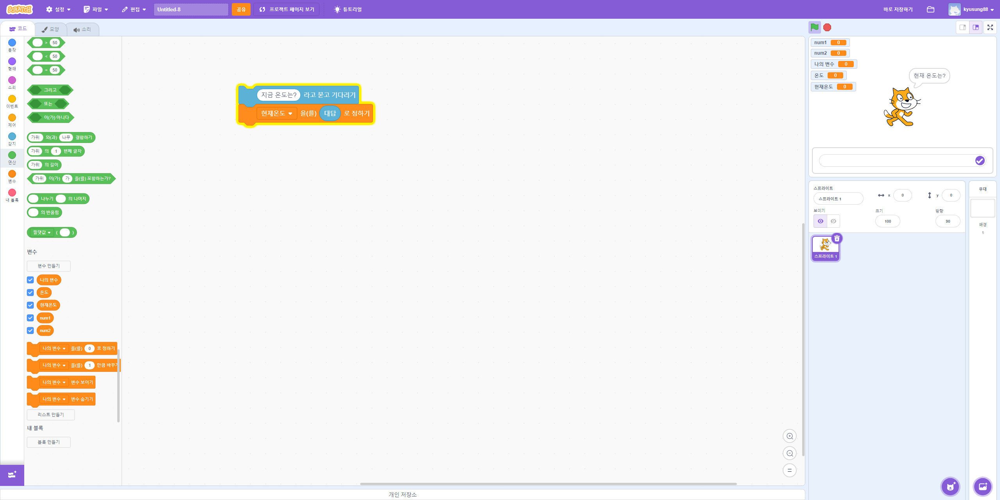 SCRATCH 설정 파일 편집 Untitled-8 공유 프로젝트 페이지 보기 튜토리얼 바로 저장하기 kyusung88
코드 모양 소리
동작
형태
소리
이벤트
제어
감지
연산
변수
내 블록
> 50
< 50
= 50
그리고
또는
이(가) 아니다
가위 와(과) 나무 결합하기
가위 의 1 번째 글자
가위 의 길이
가위 이(가) 가 을(를) 포함하는가?
나누기 의 나머지
의 반올림
절댓값 ( )
변수
변수 만들기
나의 변수
온도
현재온도
num1
num2
나의 변수 을(를) 0 로 정하기
나의 변수 을(를) 1 만큼 바꾸기
나의 변수 변수 보이기
나의 변수 변수 숨기기
리스트 만들기
내 블록
블록 만들기
지금 온도는? 라고 묻고 기다리기
현재온도 을(를) 대답 로 정하기
개인 저장소
num1 0
num2 0
나의 변수 0
온도 0
현재온도 0
현재 온도는?
스프라이트
스프라이트 1
x 0
y 0
보이기
크기
100
방향
90
스프라이트 1
무대
배경
1